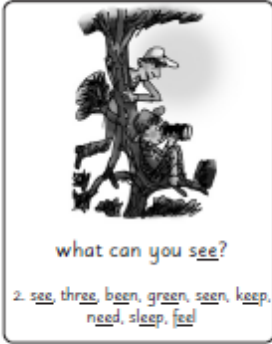 what can you see?
2. see, three, been, green, seen, keep,
need, sleep, feel